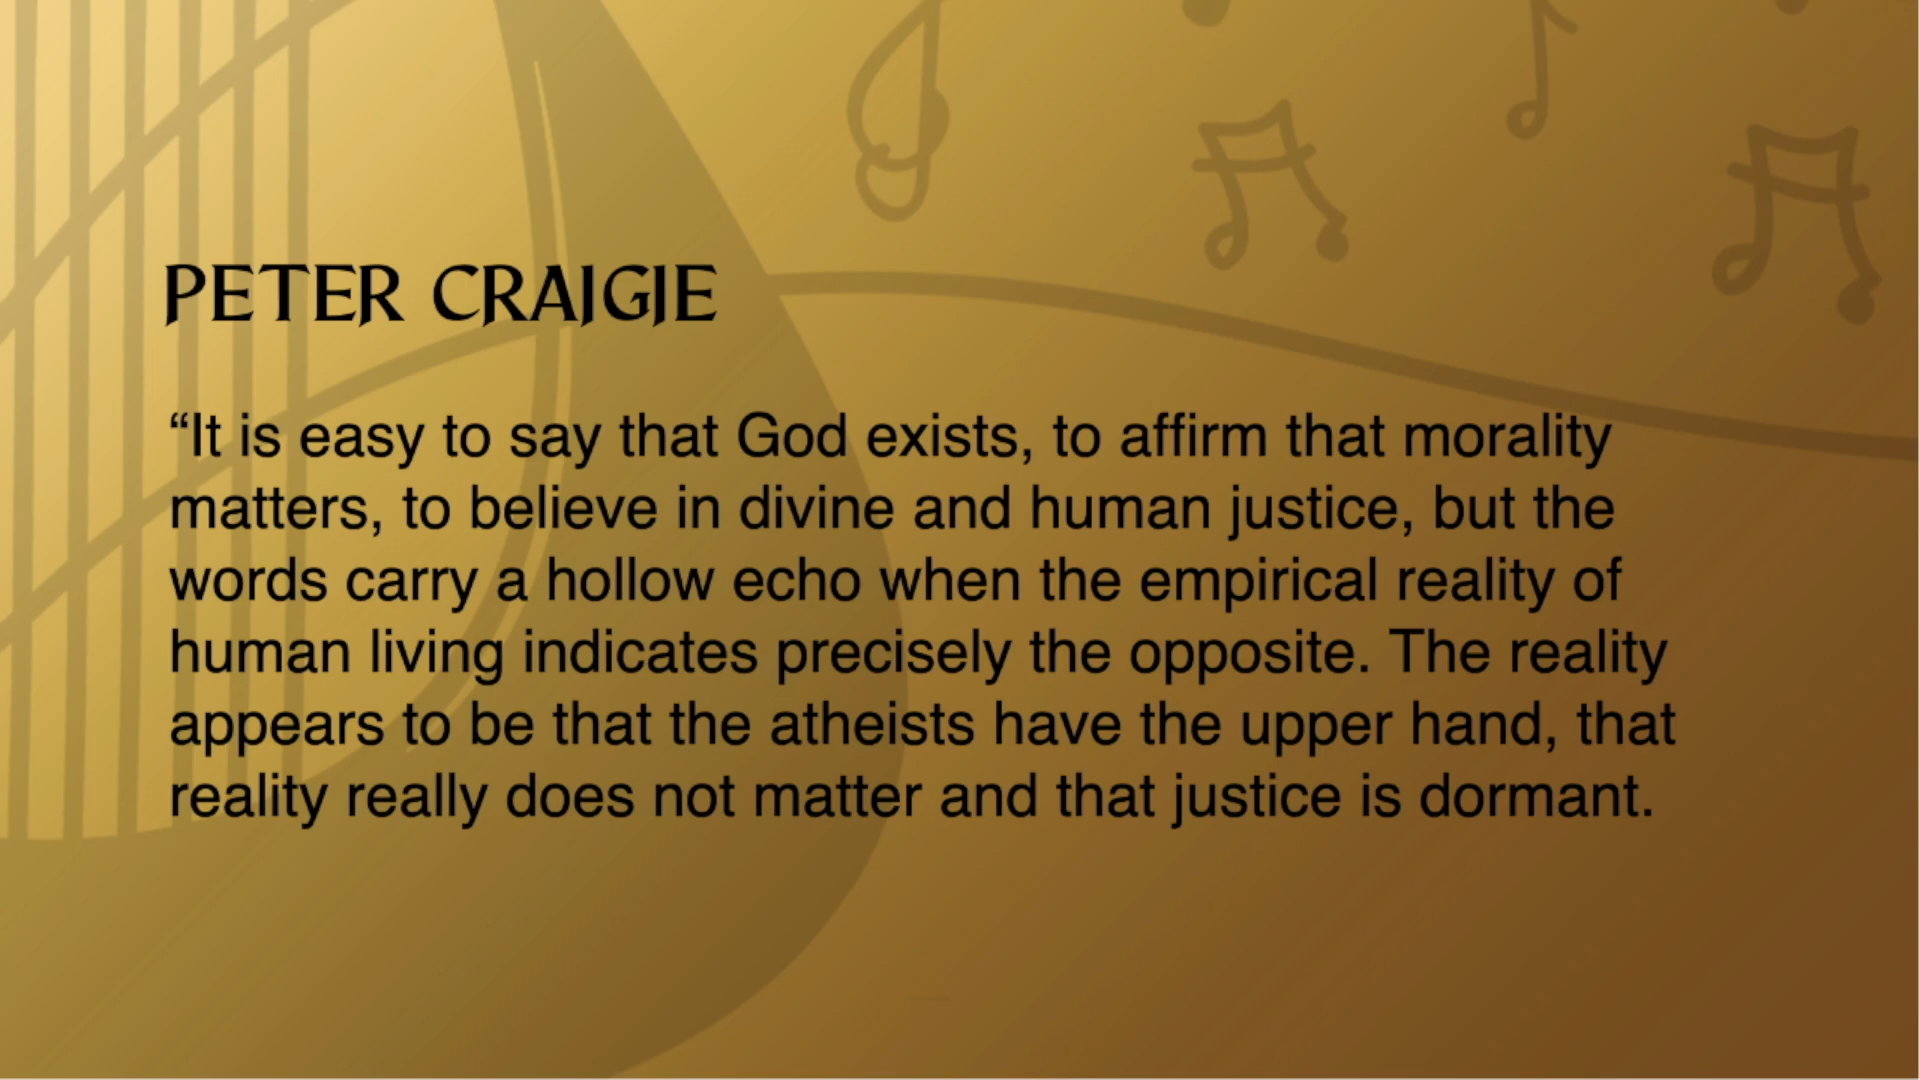 PETER CRAIGIE
“It is easy to say that God exists, to affirm that morality
matters, to believe in divine and human justice, but the
words carry a hollow echo when the empirical reality of
human living indicates precisely the opposite. The reality
appears to be that the atheists have the upper hand, that
reality really does not matter and that justice is dormant.